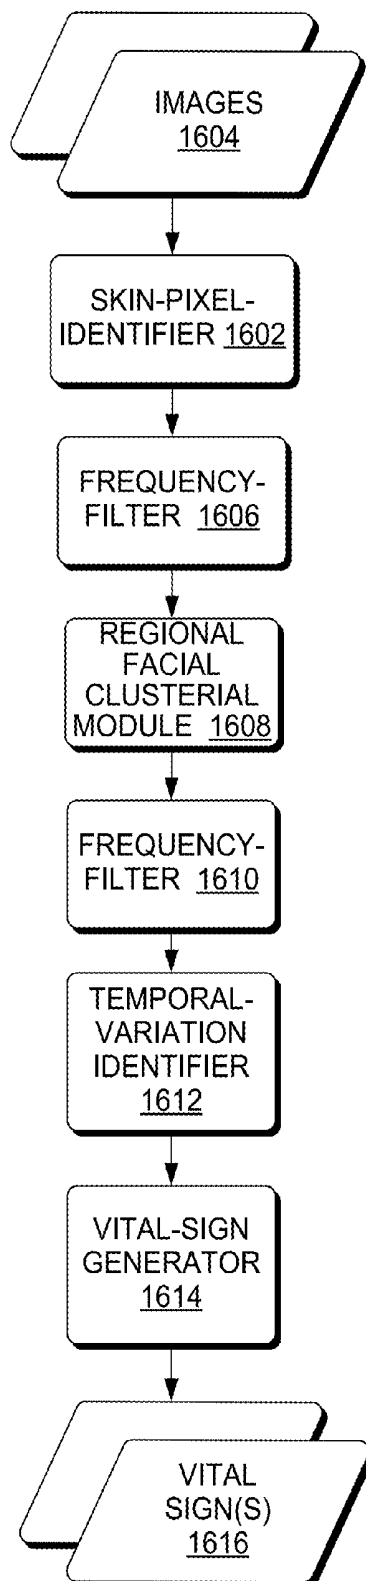 IMAGES
1604
SKIN-PIXEL-
IDENTIFIER 1602
FREQUENCY-
FILTER 1606
REGIONAL
FACIAL
CLUSTERIAL
MODULE 1608
FREQUENCY-
FILTER 1610
TEMPORAL-
VARIATION
IDENTIFIER
1612
VITAL-SIGN
GENERATOR
1614
VITAL
SIGN(S)
1616